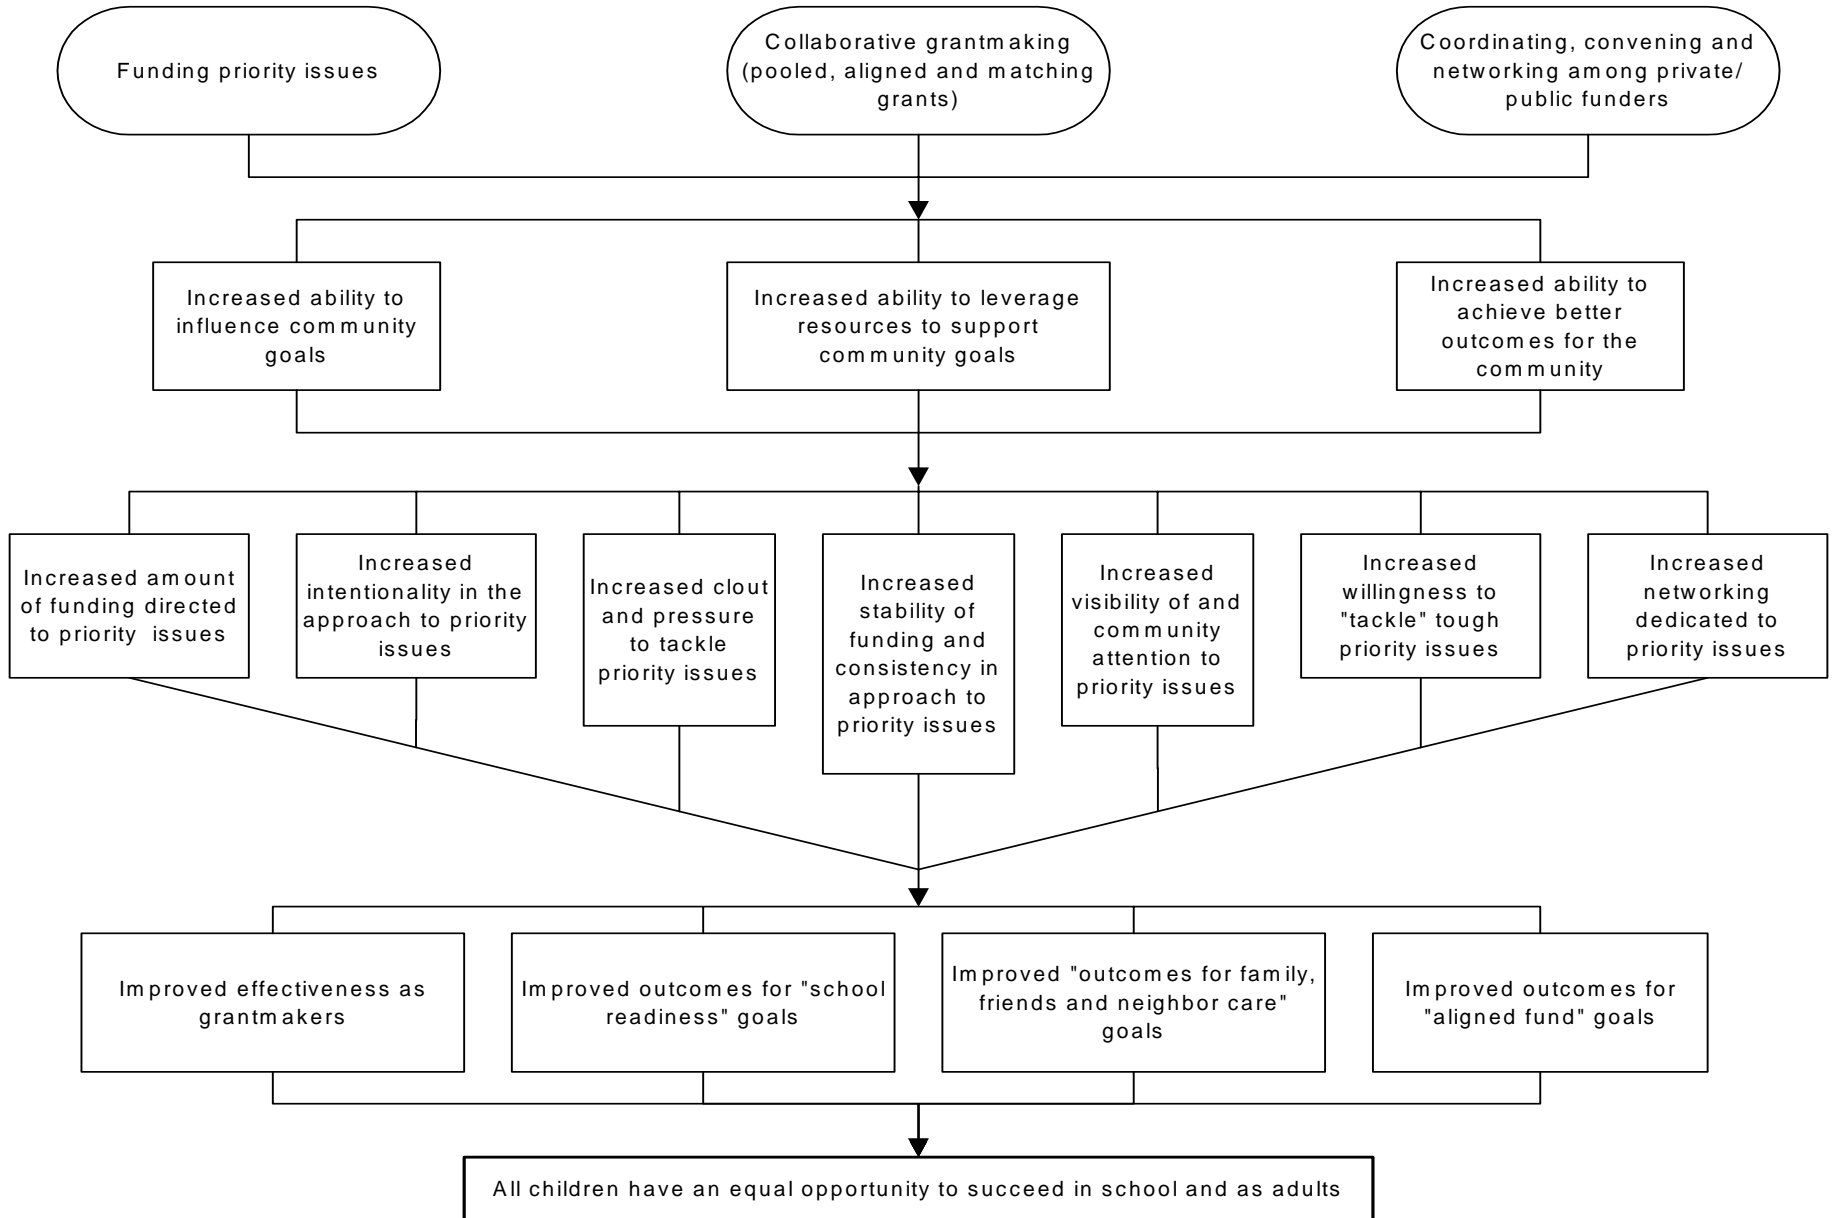 Funding priority issues
Collaborative grantmaking
(pooled, aligned and matching
grants)
Coordinating, convening and
networking among private/
public funders
Increased ability to
influence community
goals
Increased ability to leverage
resources to support
community goals
Increased ability to
achieve better
outcomes for the
community
Increased amount
of funding directed
to priority issues
Increased
intentionality in the
approach to priority
issues
Increased clout
and pressure
to tackle
priority issues
Increased
stability of
funding and
consistency in
approach to
priority issues
Increased
visibility of and
community
attention to
priority issues
Increased
willingness to
"tackle" tough
priority issues
Increased
networking
dedicated to
priority issues
Improved effectiveness as
grantmakers
Improved outcomes for "school
readiness" goals
Improved "outcomes for family,
friends and neighbor care"
goals
Improved outcomes for
"aligned fund" goals
All children have an equal opportunity to succeed in school and as adults